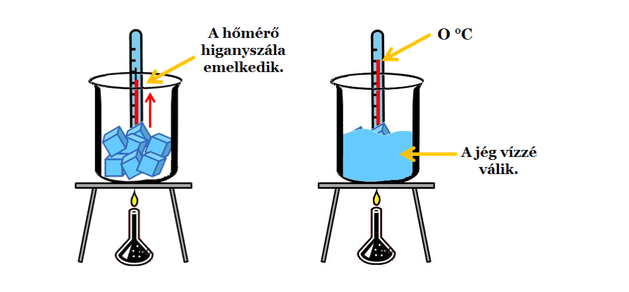 A hőmérő
higanyszála
emelkedik.
O °C
A jég vízzé
válik.